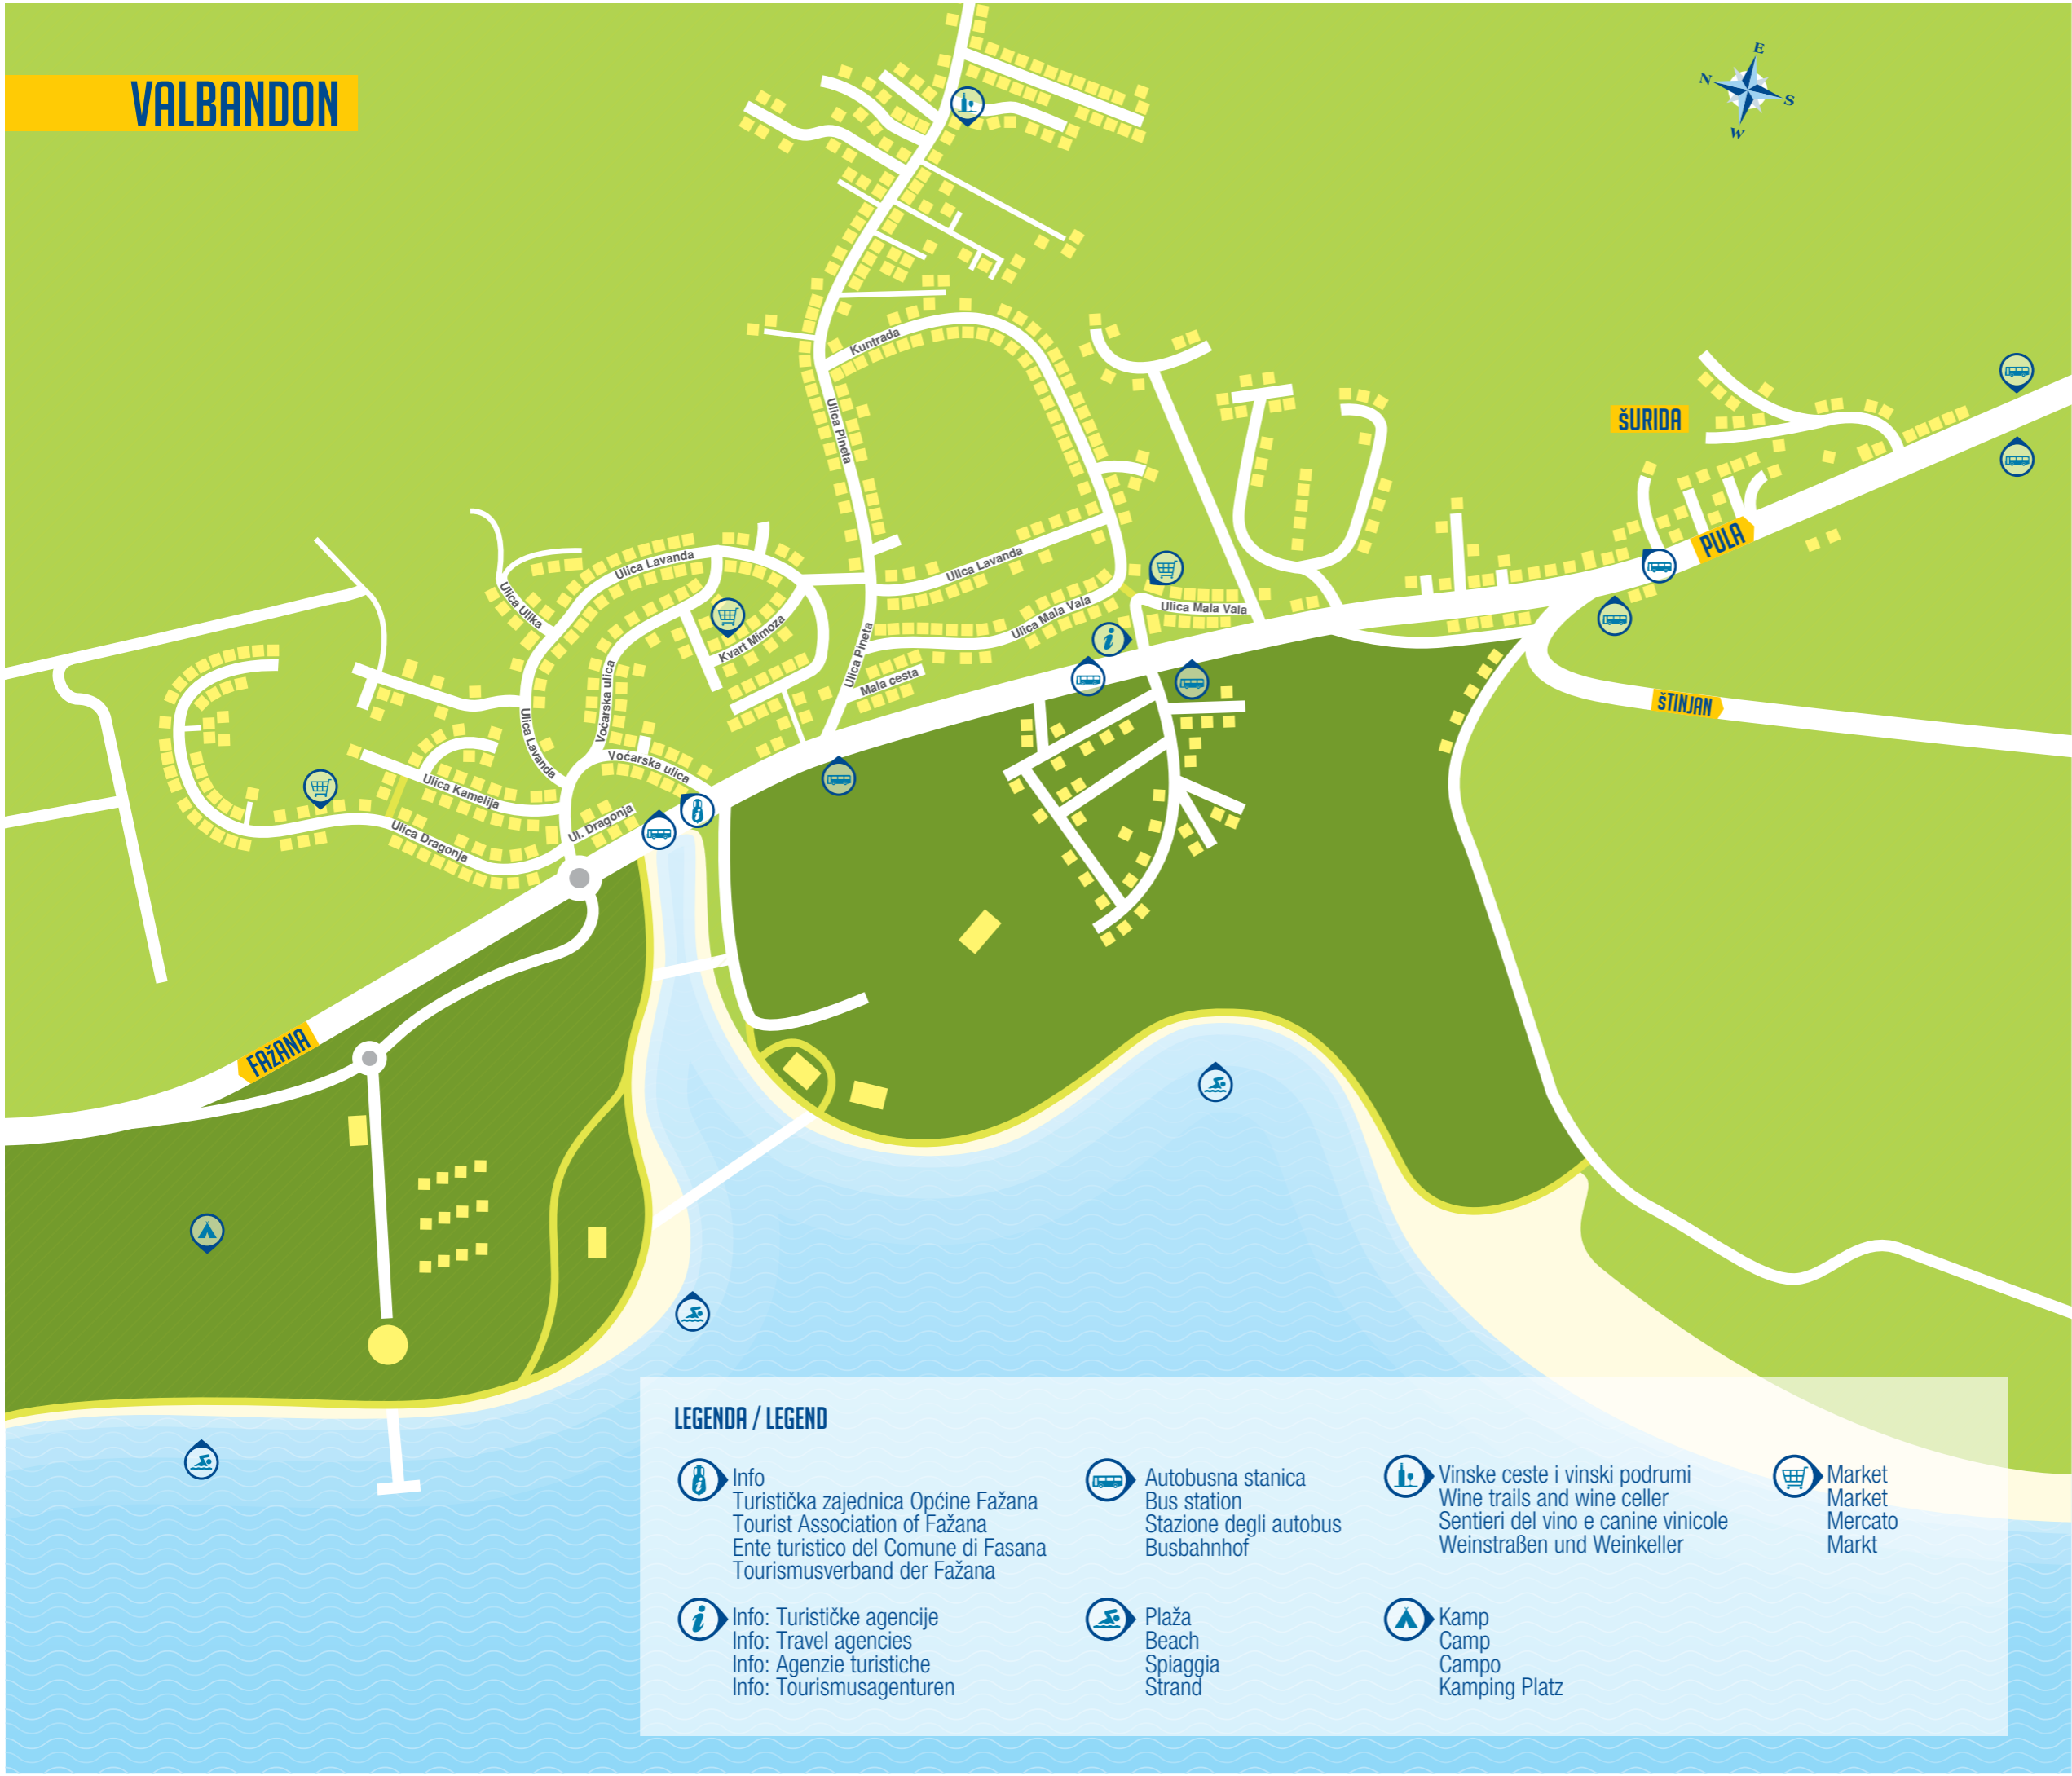 VALBANDON
E
N
S
W
Kuntrada
Ulica Pineta
ŠURIDA
PULA
Ulica Lavanda
Ulica Lavanda
Ulica Ulika
Ulica Mala Vala
Ulica Mala Vala
Kvart Mimoza
Ulica Pineta
Mala cesta
Voćarska ulica
Ulica Lavanda
Voćarska ulica
ŠTINJAN
Ulica Kamelija
Ul. Dragonja
Ulica Dragonja
FAŽANA
LEGENDA / LEGEND
Info
Turistička zajednica Općine Fažana
Tourist Association of Fažana
Ente turistico del Comune di Fasana
Tourismusverband der Fažana
Autobusna stanica
Bus station
Stazione degli autobus
Busbahnhof
Vinske ceste i vinski podrumi
Wine trails and wine celler
Sentieri del vino e canine vinicole
Weinstraßen und Weinkeller
Market
Market
Mercato
Markt
Info: Turističke agencije
Info: Travel agencies
Info: Agenzie turistiche
Info: Tourismusagenturen
Plaža
Beach
Spiaggia
Strand
Kamp
Camp
Campo
Kamping Platz